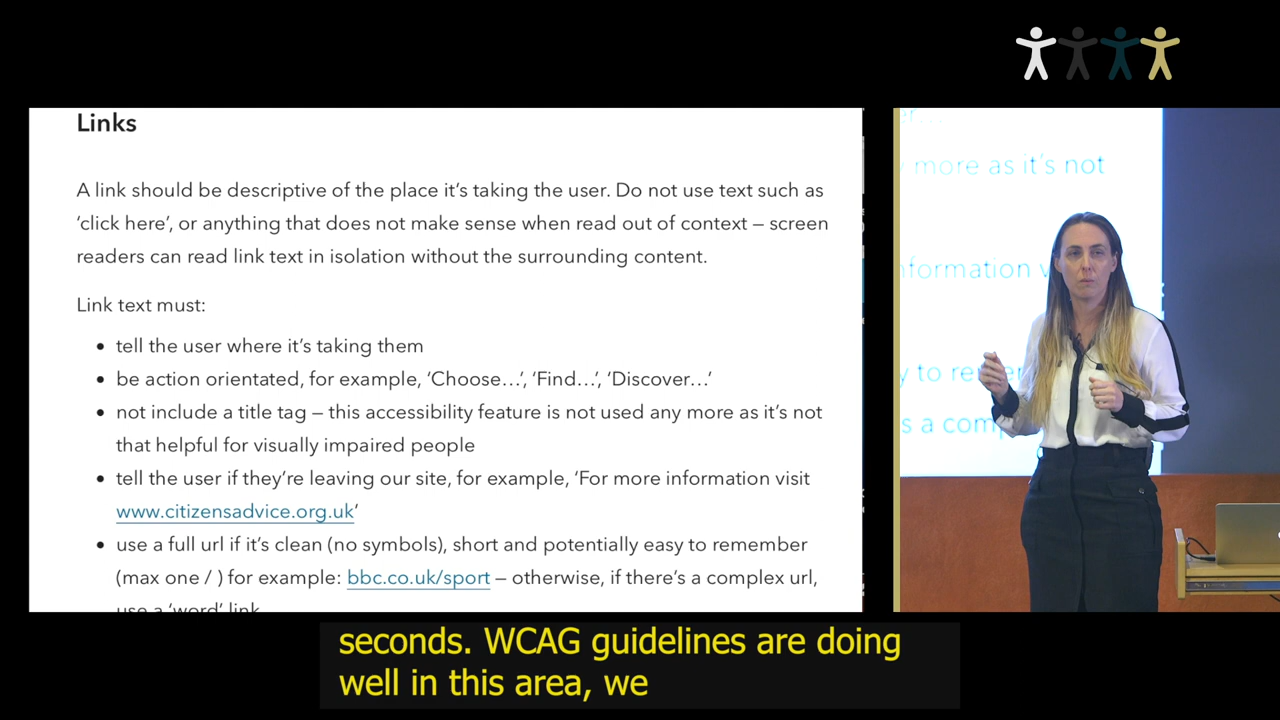 Links
A link should be descriptive of the place it’s taking the user. Do not use text such as
‘click here’, or anything that does not make sense when read out of context – screen
readers can read link text in isolation without the surrounding content.
Link text must:
• tell the user where it’s taking them
• be action orientated, for example, ‘Choose…’, ‘Find…’, ‘Discover…’
• not include a title tag – this accessibility feature is not used any more as it’s not
that helpful for visually impaired people
• tell the user if they’re leaving our site, for example, ‘For more information visit
www.citizensadvice.org.uk’
• use a full url if it’s clean (no symbols), short and potentially easy to remember
(max one / ) for example: bbc.co.uk/sport – otherwise, if there’s a complex url,
use a ‘word’ link
more as it’s not
nformation v
y to re
s a com
seconds. WCAG guidelines are doing
well in this area, we